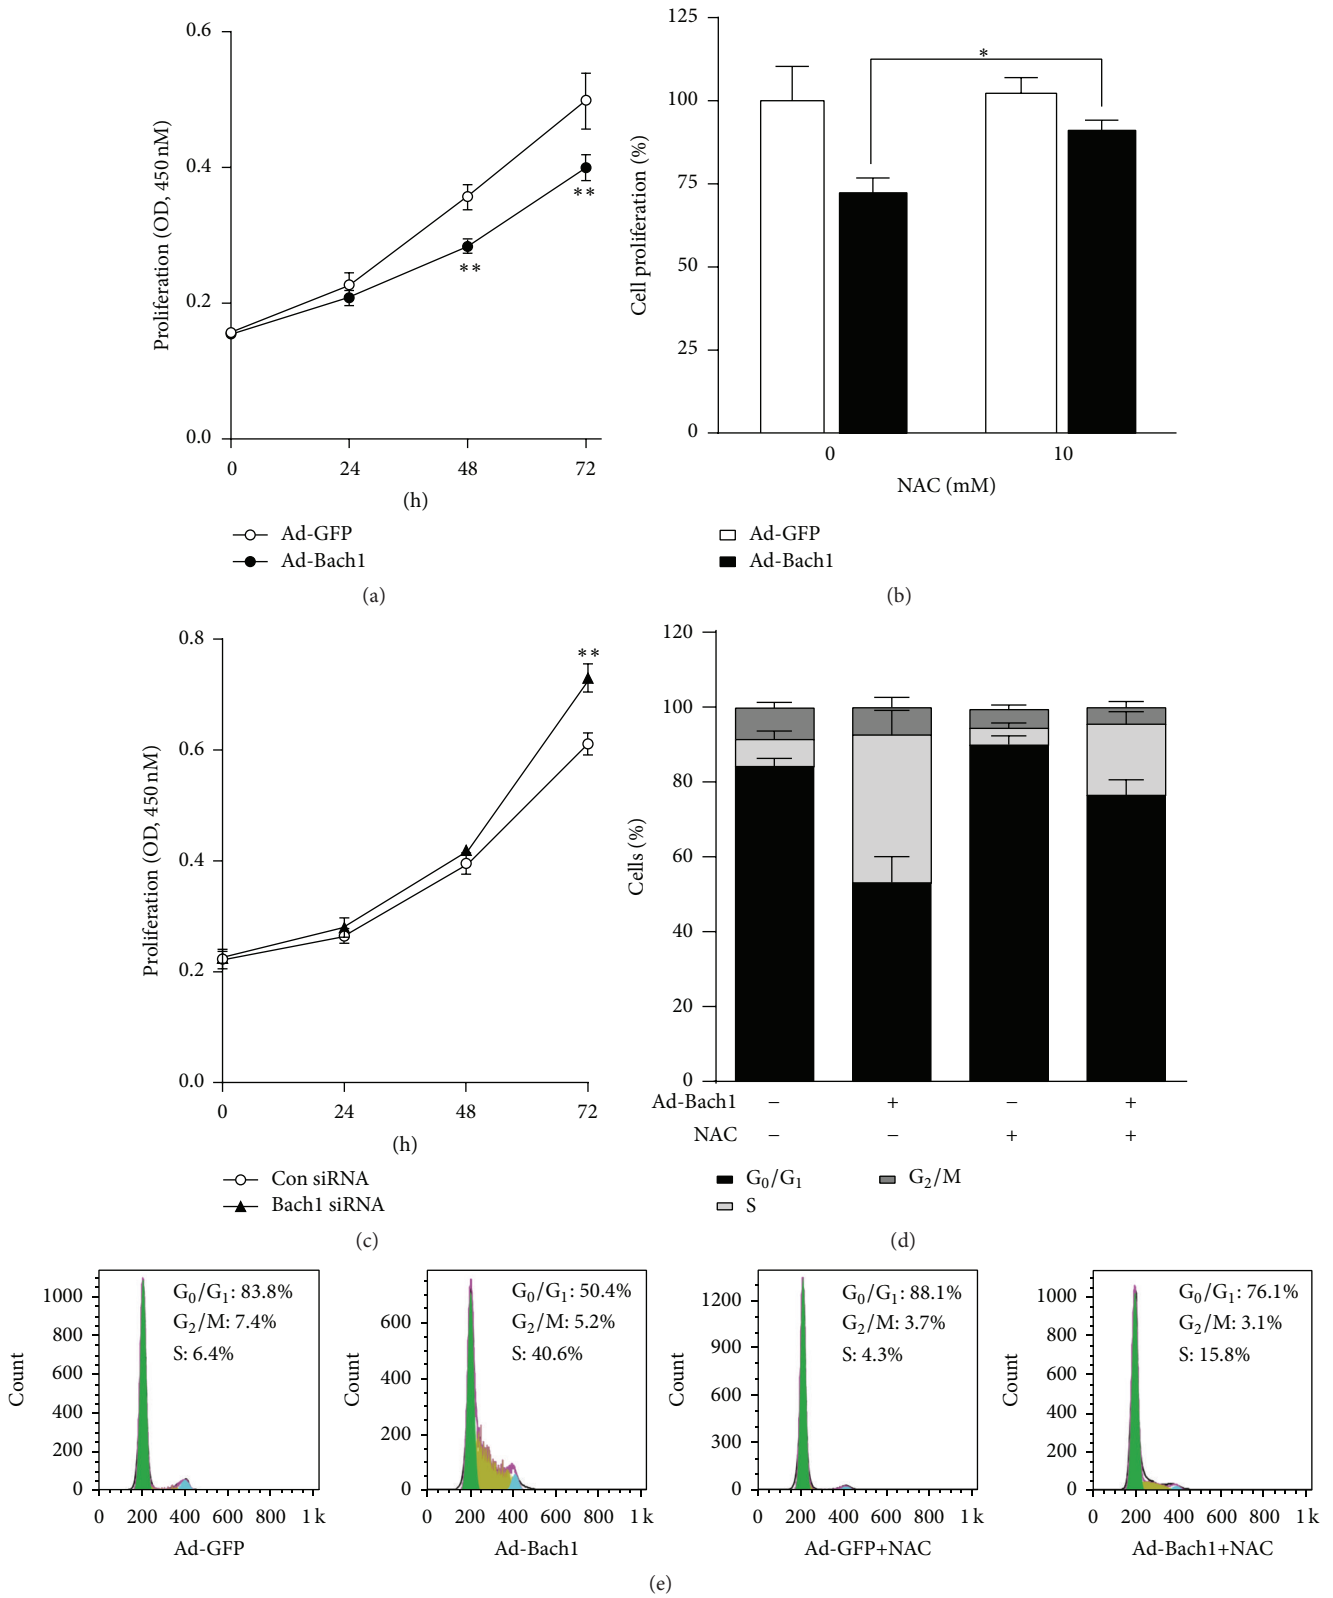 0.6
0.4
0.2
0.0
Proliferation (OD, 450 nM)
**
**
0 24 48 72
(h)
Ad-GFP
Ad-Bach1
(a)
125
100
75
50
25
0
Cell proliferation (%)
*
0 10
NAC (mM)
Ad-GFP
Ad-Bach1
(b)
0.8
0.6
0.4
0.2
0.0
Proliferation (OD, 450 nM)
**
0 24 48 72
(h)
Con siRNA
Bach1 siRNA
(c)
120
100
80
60
40
20
0
Cells (%)
Ad-Bach1 − + − +
NAC − − + +
G0/G1 G2/M
S
(d)
G0/G1: 83.8%
G2/M: 7.4%
S: 6.4%
1000
800
600
400
200
0
Count
0 200 400 600 800 1 k
Ad-GFP
G0/G1: 50.4%
G2/M: 5.2%
S: 40.6%
600
400
200
0
Count
0 200 400 600 800 1 k
Ad-Bach1
G0/G1: 88.1%
G2/M: 3.7%
S: 4.3%
1200
900
600
300
0
Count
0 200 400 600 800 1 k
Ad-GFP+NAC
G0/G1: 76.1%
G2/M: 3.1%
S: 15.8%
1000
800
600
400
200
0
Count
0 200 400 600 800 1 k
Ad-Bach1+NAC
(e)